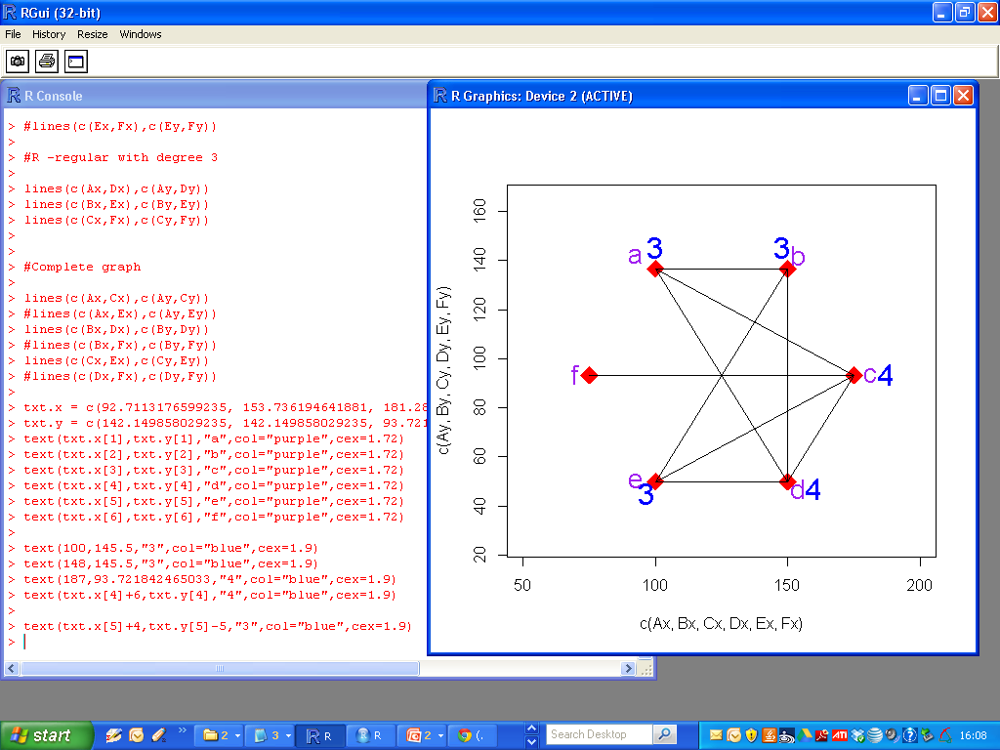 RGui (32-bit)
File History Resize Windows
R Console
> #lines(c(Ex,Fx),c(Ey,Fy))
>
> #R -regular with degree 3
>
> lines(c(Ax,Dx),c(Ay,Dy))
> lines(c(Bx,Ex),c(By,Ey))
> lines(c(Cx,Fx),c(Cy,Fy))
>
>
> #Complete graph
>
> lines(c(Ax,Cx),c(Ay,Cy))
> #lines(c(Ax,Ex),c(Ay,Ey))
> lines(c(Bx,Dx),c(By,Dy))
> #lines(c(Bx,Fx),c(By,Fy))
> lines(c(Cx,Ex),c(Cy,Ey))
> #lines(c(Dx,Fx),c(Dy,Fy))
>
> txt.x = c(92.7113176599235, 153.736194641881, 181.28
> txt.y = c(142.149858029235, 142.149858029235, 93.721
> text(txt.x[1],txt.y[1],"a",col="purple",cex=1.72)
> text(txt.x[2],txt.y[2],"b",col="purple",cex=1.72)
> text(txt.x[3],txt.y[3],"c",col="purple",cex=1.72)
> text(txt.x[4],txt.y[4],"d",col="purple",cex=1.72)
> text(txt.x[5],txt.y[5],"e",col="purple",cex=1.72)
> text(txt.x[6],txt.y[6],"f",col="purple",cex=1.72)
>
> text(100,145.5,"3",col="blue",cex=1.9)
> text(148,145.5,"3",col="blue",cex=1.9)
> text(187,93.721842465033,"4",col="blue",cex=1.9)
> text(txt.x[4]+6,txt.y[4],"4",col="blue",cex=1.9)
>
> text(txt.x[5]+4,txt.y[5]-5,"3",col="blue",cex=1.9)
>
R Graphics: Device 2 (ACTIVE)
c(Ay, By, Cy, Dy, Ey, Fy)
160
140
120
100
80
60
40
20
a 3
3 b
f
c 4
e 3
d 4
50 100 150 200
c(Ax, Bx, Cx, Dx, Ex, Fx)
start
2
3
R
R
2
(.
Search Desktop
16:08